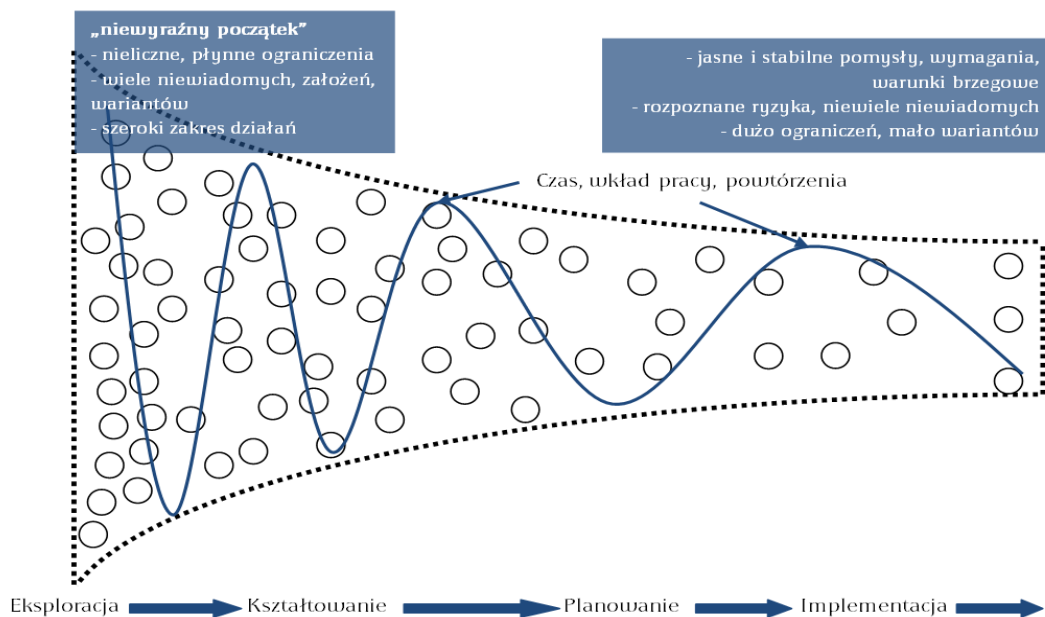 „niewyraźny początek”
- nieliczne, płynne ograniczenia
- wiele niewiadomych, założeń,
wariantów
- szeroki zakres działań
- jasne i stabilne pomysły, wymagania,
warunki brzegowe
- rozpoznane ryzyka, niewiele niewiadomych
- dużo ograniczeń, mało wariantów
Czas, wkład pracy, powtórzenia
Eksploracja Kształtowanie Planowanie Implementacja